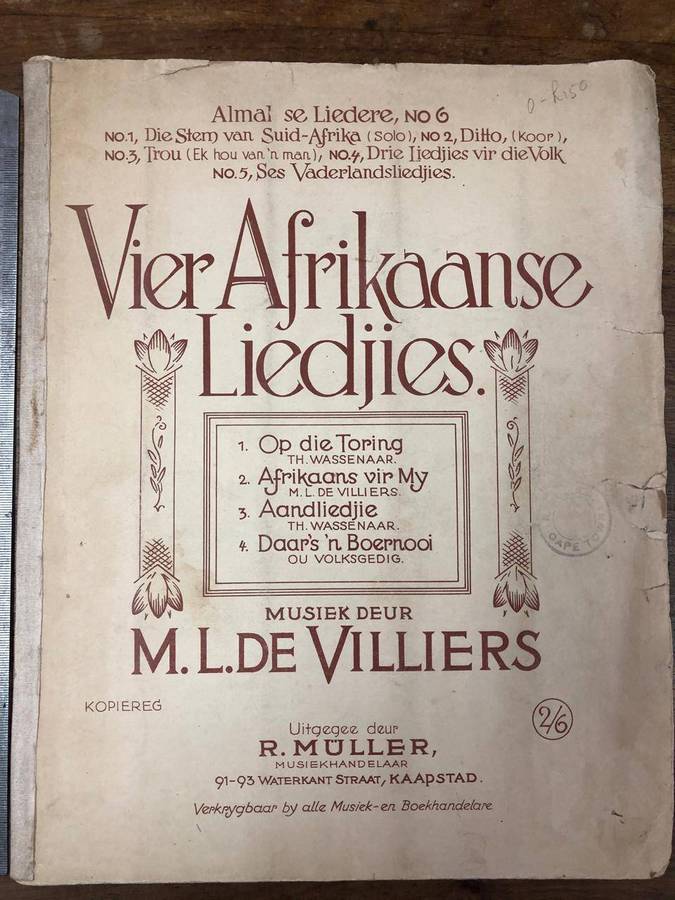 0-R150
Almal se Liedere, No 6
No.1, Die Stem van Suid-Afrika (Solo), No 2, Ditto, (Koor),
No.3, Trou (Ek hou van 'n man), No.4, Drie Liedjies vir die Volk
No.5, Ses Vaderlandsliedjies.
Vier Afrikaanse
Liedjies.
1. Op die Toring
TH. WASSENAAR.
2. Afrikaans vir My
M. L. DE VILLIERS.
3. Aandliedjie
TH. WASSENAAR.
4. Daar's 'n Boernooi
OU VOLKSGEDIG.
CAPE TOWN
MUSIEK DEUR
M. L. DE VILLIERS
KOPIEREG
2/6
Uitgegee deur
R. MÜLLER,
MUSIEKHANDELAAR
91-93 WATERKANT STRAAT, KAAPSTAD.
Verkrygbaar by alle Musiek- en Boekhandelare